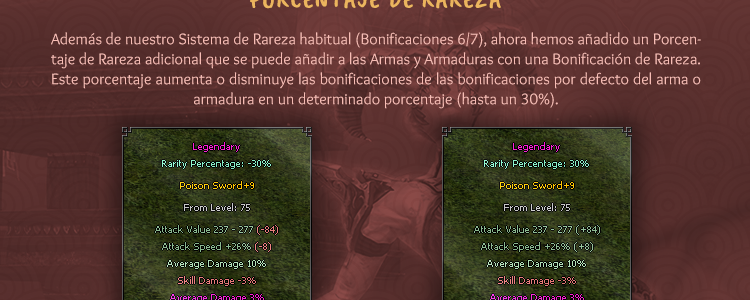 PORCENTAJE DE RAREZA
Además de nuestro Sistema de Rareza habitual (Bonificaciones 6/7), ahora hemos añadido un Porcen-
taje de Rareza adicional que se puede añadir a las Armas y Armaduras con una Bonificación de Rareza.
Este porcentaje aumenta o disminuye las bonificaciones de las bonificaciones por defecto del arma o
armadura en un determinado porcentaje (hasta un 30%).
Legendary
Rarity Percentage: -30%
Poison Sword+9
From Level: 75
Attack Value 237 - 277 (-84)
Attack Speed +26% (-8)
Average Damage 10%
Skill Damage -3%
Average Damage 3%
Legendary
Rarity Percentage: 30%
Poison Sword+9
From Level: 75
Attack Value 237 - 277 (+84)
Attack Speed +26% (+8)
Average Damage 10%
Skill Damage -3%
Average Damage 3%